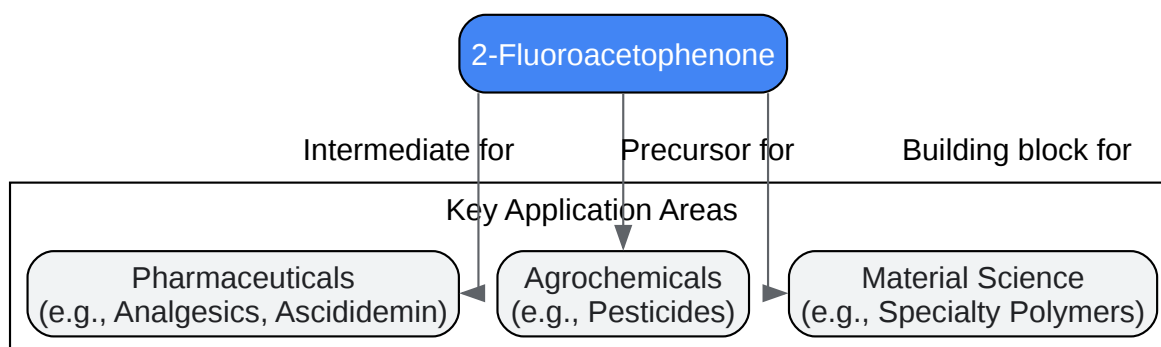 2-Fluoroacetophenone
Intermediate for
Precursor for
Building block for
Key Application Areas
Pharmaceuticals
(e.g., Analgesics, Ascididemin)
Agrochemicals
(e.g., Pesticides)
Material Science
(e.g., Specialty Polymers)